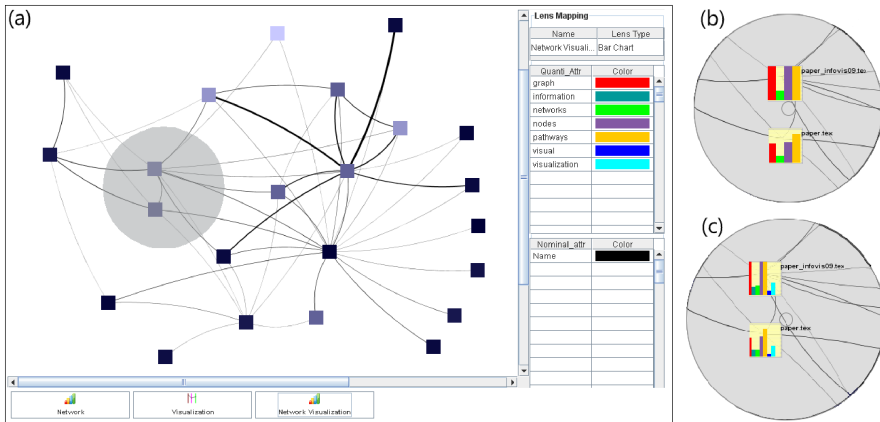 (a)
Lens Mapping
Name Lens Type
Network Visuali... Bar Chart
Quanti_Attr Color
graph
information
networks
nodes
pathways
visual
visualization
Nominal_attr Color
Name
Network
Visualization
Network Visualization
(b)
paper_infovis09.tex
paper.tex
(c)
paper_infovis09.tex
paper.tex